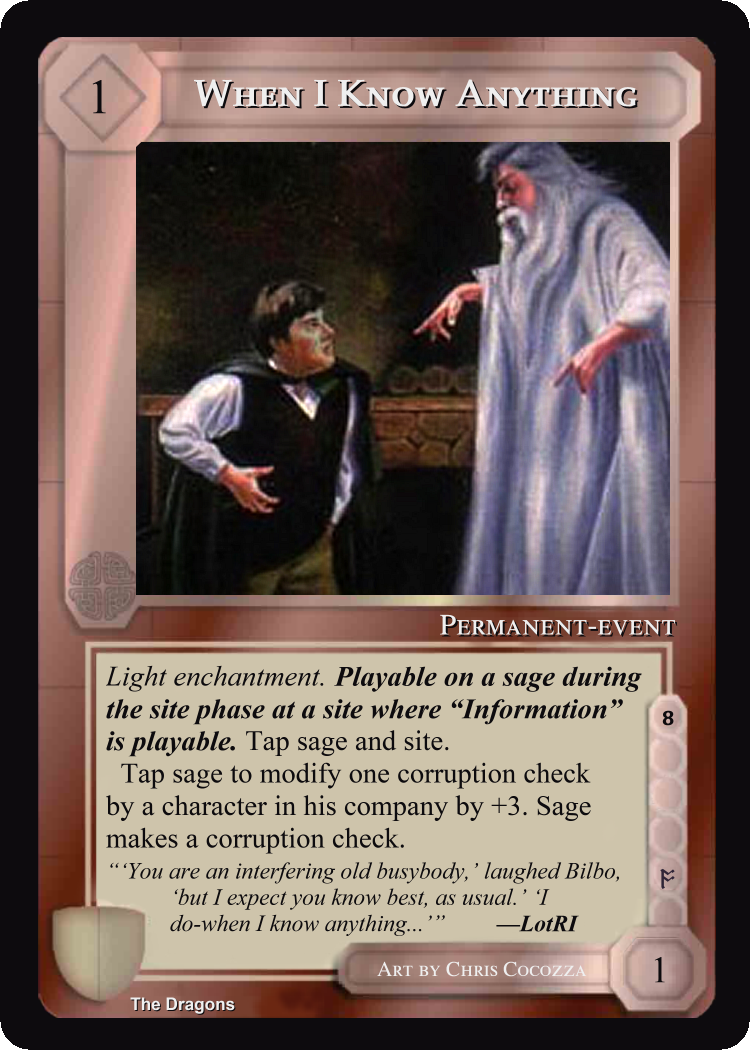 1
When I Know Anything
Permanent-event
Light enchantment. Playable on a sage during
the site phase at a site where “Information”
is playable. Tap sage and site.
Tap sage to modify one corruption check
by a character in his company by +3. Sage
makes a corruption check.
“‘You are an interfering old busybody,’ laughed Bilbo,
‘but I expect you know best, as usual.’ ‘I
do-when I know anything...’” —LotRI
8
ᚩ
Art by Chris Cocozza
1
The Dragons